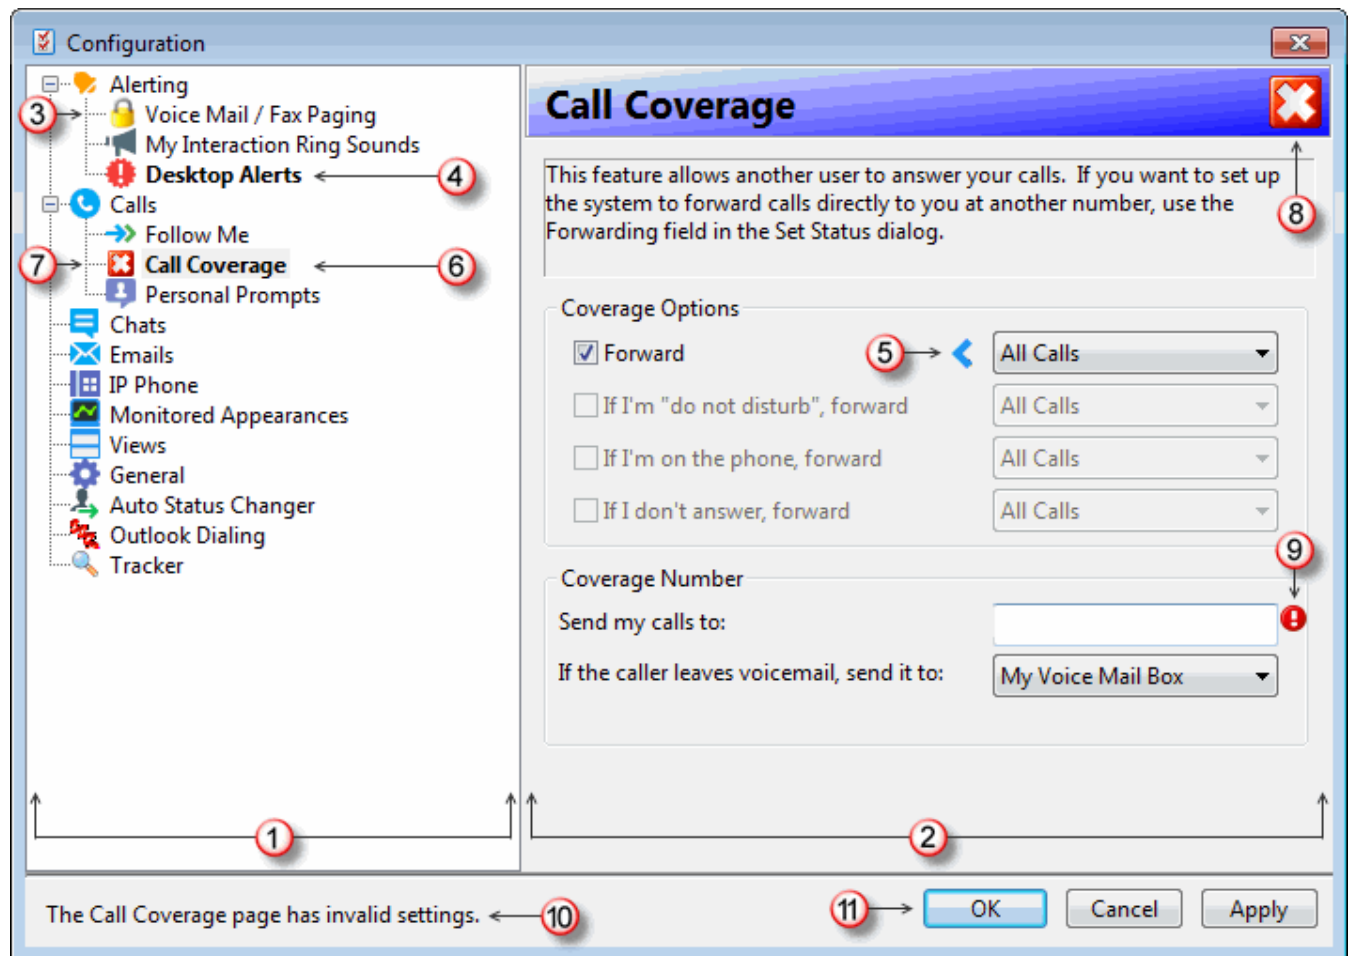 Configuration
Alerting
3
Voice Mail / Fax Paging
My Interaction Ring Sounds
Desktop Alerts
4
Calls
Follow Me
7
Call Coverage
6
Personal Prompts
Chats
Emails
IP Phone
Monitored Appearances
Views
General
Auto Status Changer
Outlook Dialing
Tracker
1
Call Coverage
8
This feature allows another user to answer your calls.  If you want to set up
the system to forward calls directly to you at another number, use the
Forwarding field in the Set Status dialog.
Coverage Options
Forward
5
All Calls
If I'm "do not disturb", forward
All Calls
If I'm on the phone, forward
All Calls
If I don't answer, forward
All Calls
9
Coverage Number
Send my calls to:
If the caller leaves voicemail, send it to:
My Voice Mail Box
2
The Call Coverage page has invalid settings.
10
11
OK
Cancel
Apply